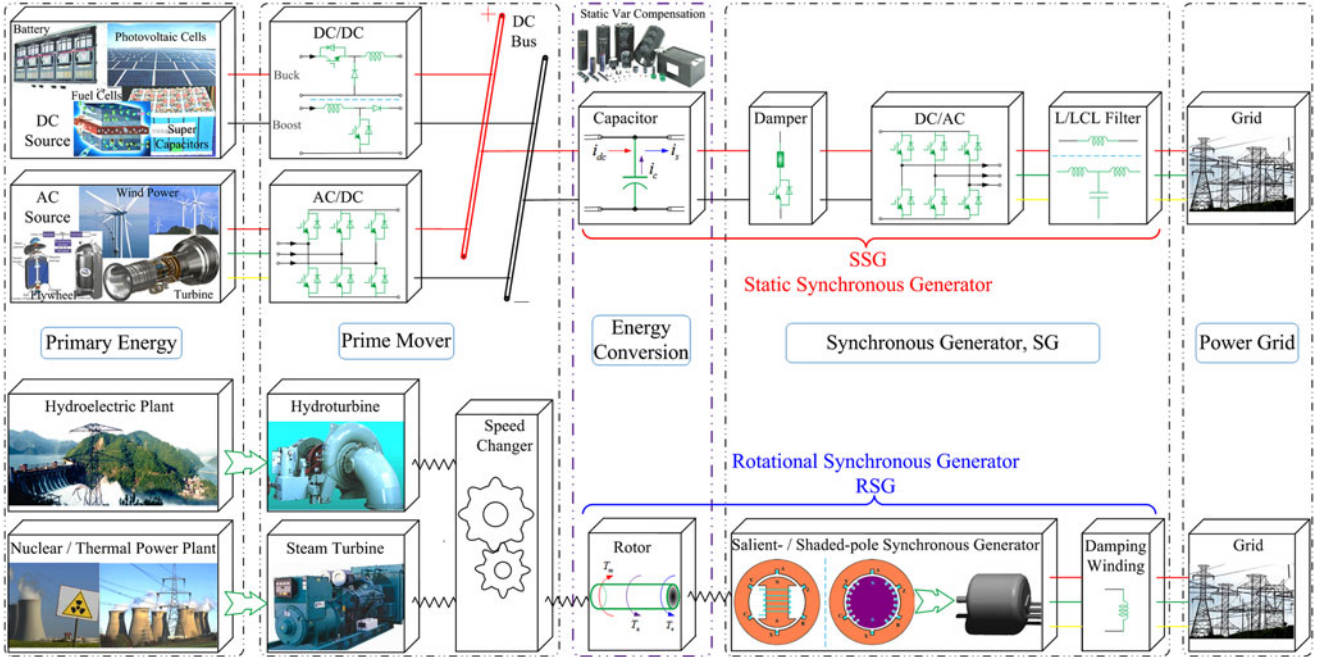 Battery
Photovoltaic Cells
Fuel Cells
DC
Source
Super
Capacitors
DC/DC
Buck
Boost
DC
Bus
+
—
Static Var Compensation
Capacitor
i_dc
i_s
i_c
Damper
DC/AC
L/LCL Filter
Grid
AC
Source
Wind Power
Flywheel
Turbine
AC/DC
SSG
Static Synchronous Generator
Primary Energy
Prime Mover
Energy
Conversion
Synchronous Generator, SG
Power Grid
Hydroelectric Plant
Hydroturbine
Speed
Changer
Rotational Synchronous Generator
RSG
Nuclear / Thermal Power Plant
Steam Turbine
Rotor
Salient- / Shaded-pole Synchronous Generator
Damping
Winding
Grid